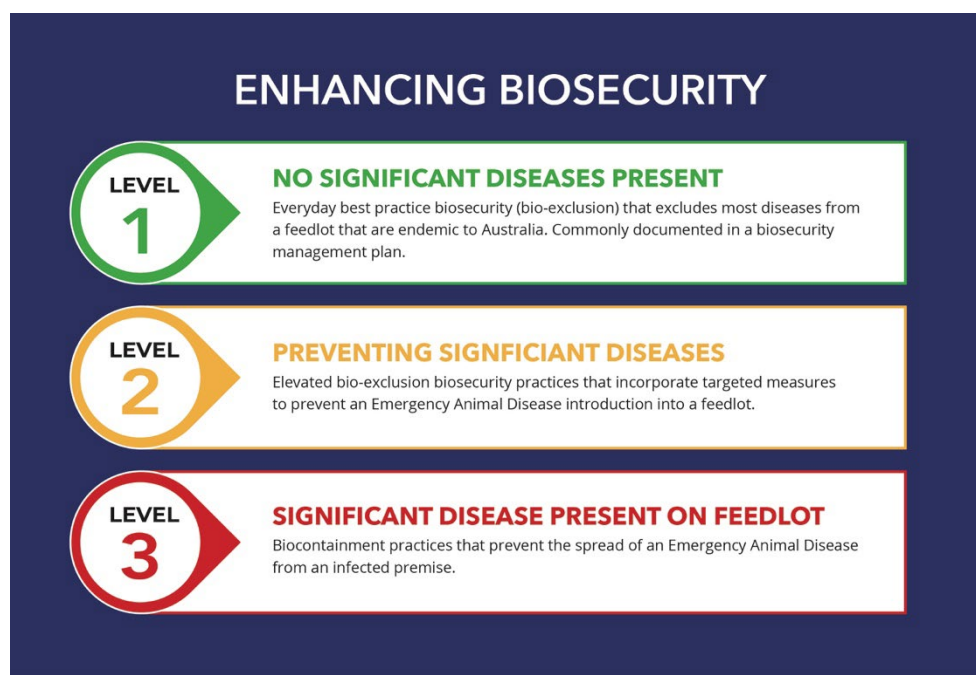 ENHANCING BIOSECURITY
LEVEL
1
NO SIGNIFICANT DISEASES PRESENT
Everyday best practice biosecurity (bio-exclusion) that excludes most diseases from
a feedlot that are endemic to Australia. Commonly documented in a biosecurity
management plan.
LEVEL
2
PREVENTING SIGNFICIANT DISEASES
Elevated bio-exclusion biosecurity practices that incorporate targeted measures
to prevent an Emergency Animal Disease introduction into a feedlot.
LEVEL
3
SIGNIFICANT DISEASE PRESENT ON FEEDLOT
Biocontainment practices that prevent the spread of an Emergency Animal Disease
from an infected premise.